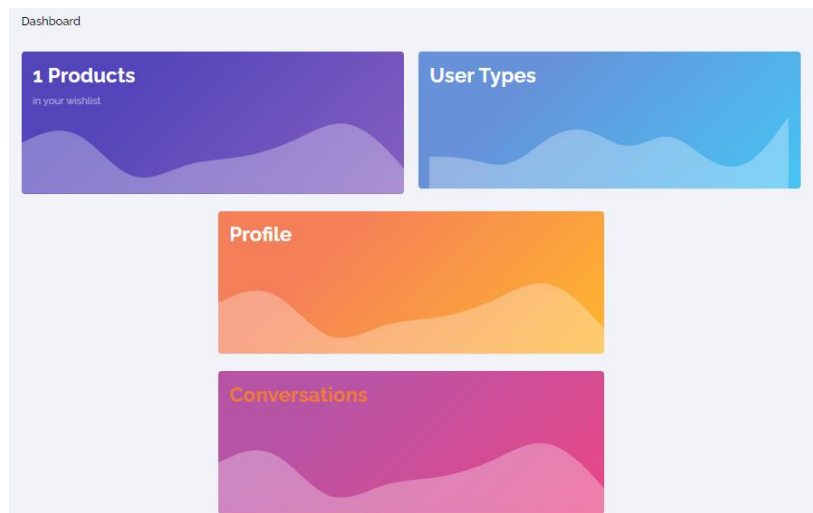 Dashboard
1 Products
in your wishlist
User Types
Profile
Conversations